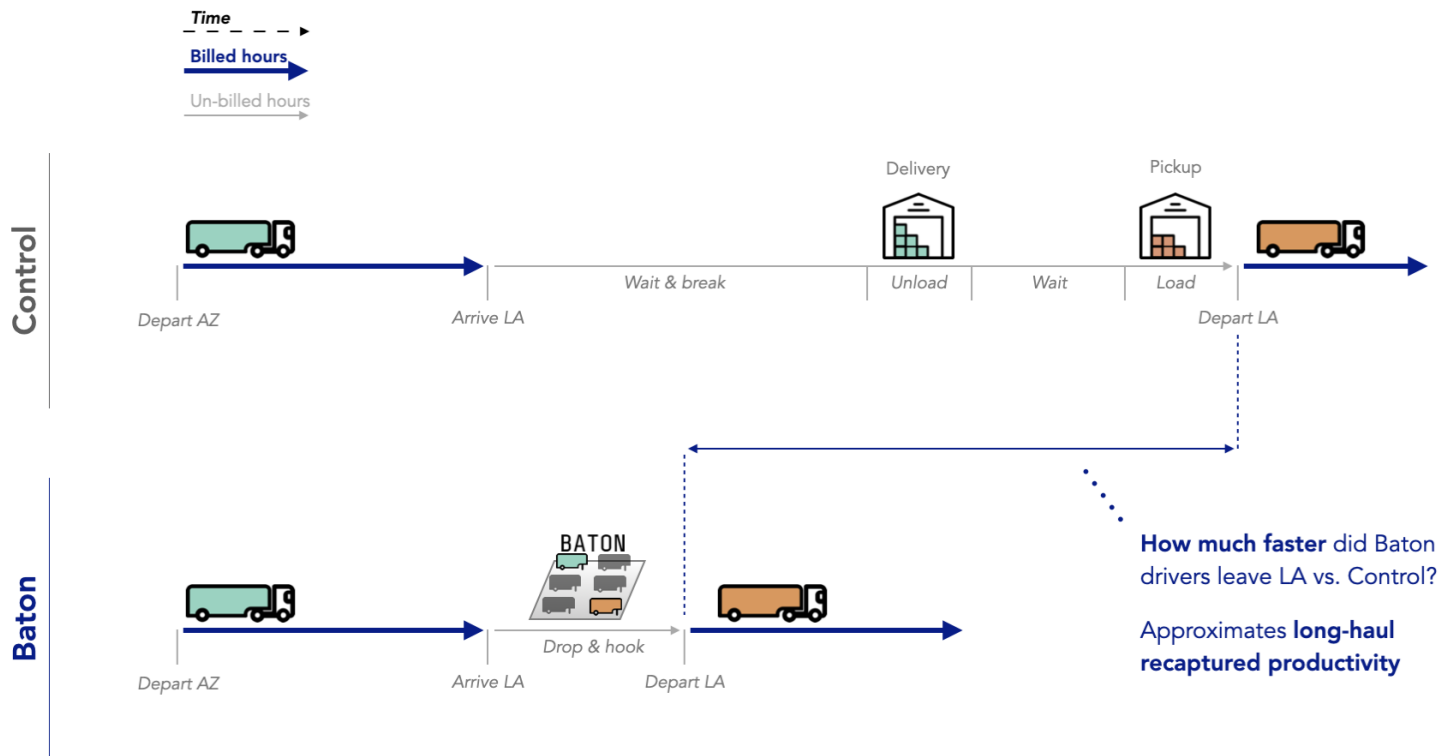 Time
Billed hours
Un-billed hours
Control
Delivery
Pickup
Wait & break
Unload
Wait
Load
Depart AZ
Arrive LA
Depart LA
Baton
BATON
Drop & hook
Depart AZ
Arrive LA
Depart LA
How much faster did Baton
drivers leave LA vs. Control?
Approximates long-haul
recaptured productivity